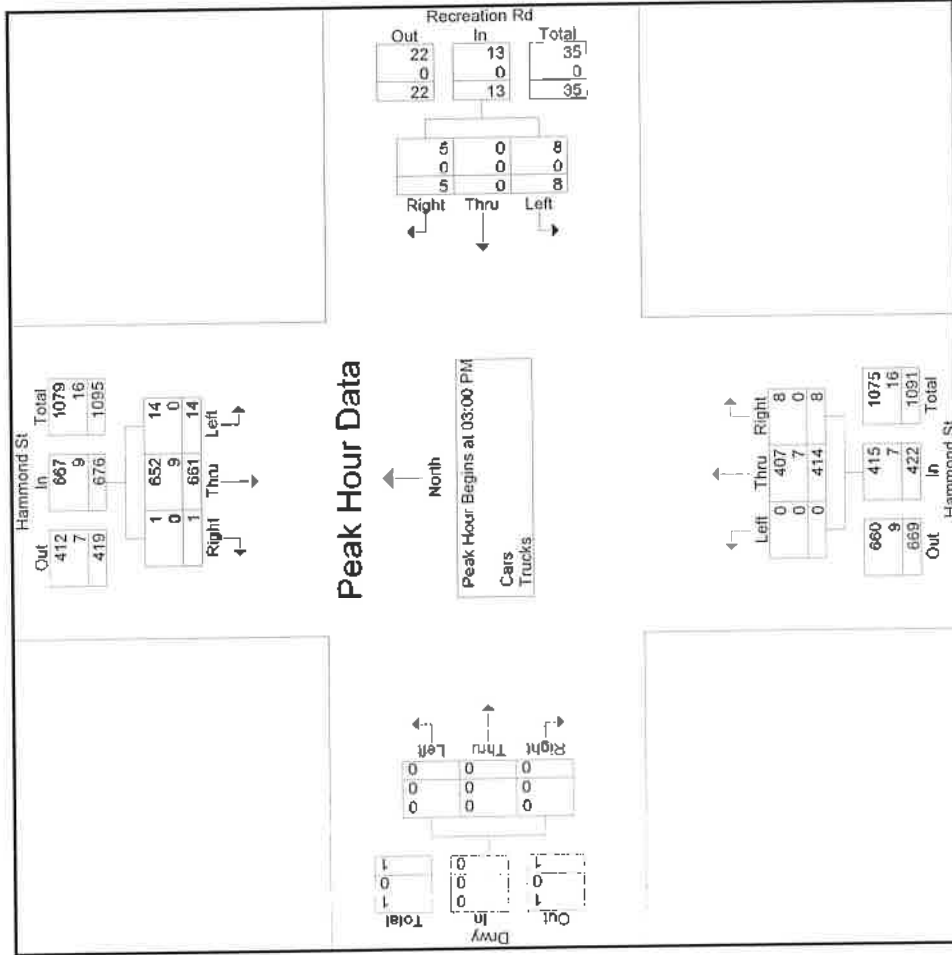 Recreation Rd
Out In Total
22 13 35
0 0 0
22 13 35
5 0 8
0 0 0
5 0 8
Right Thru Left
Hammond St
Out In Total
412 667 1079
7 9 16
419 676 1095
1 652 14
0 9 0
1 661 14
Right Thru Left
Peak Hour Data
North
Peak Hour Begins at 03:00 PM
Cars
Trucks
Left Thru Right
0 407 8
0 7 0
0 414 8
660 415 1075
9 7 16
669 422 1091
Out In Total
Hammond St
Left Thru Right
0 0 0
0 0 0
0 0 0
1 0 1
0 0 0
1 0 1
Total In Out
Drwy